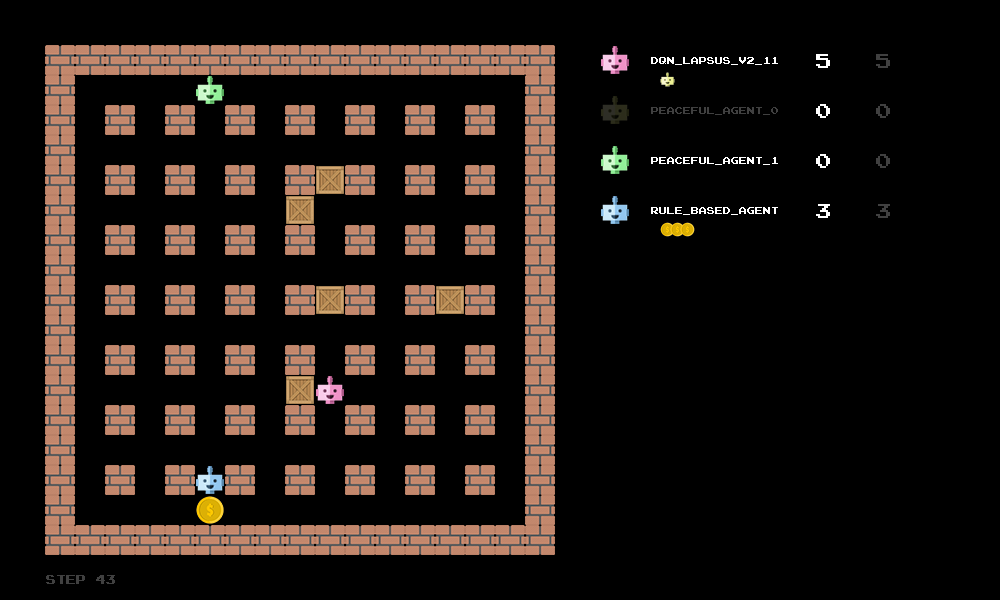 DQN_LAPSUS_V2_11 5 5
PEACEFUL_AGENT_0 0 0
PEACEFUL_AGENT_1 0 0
RULE_BASED_AGENT 3 3
STEP 43